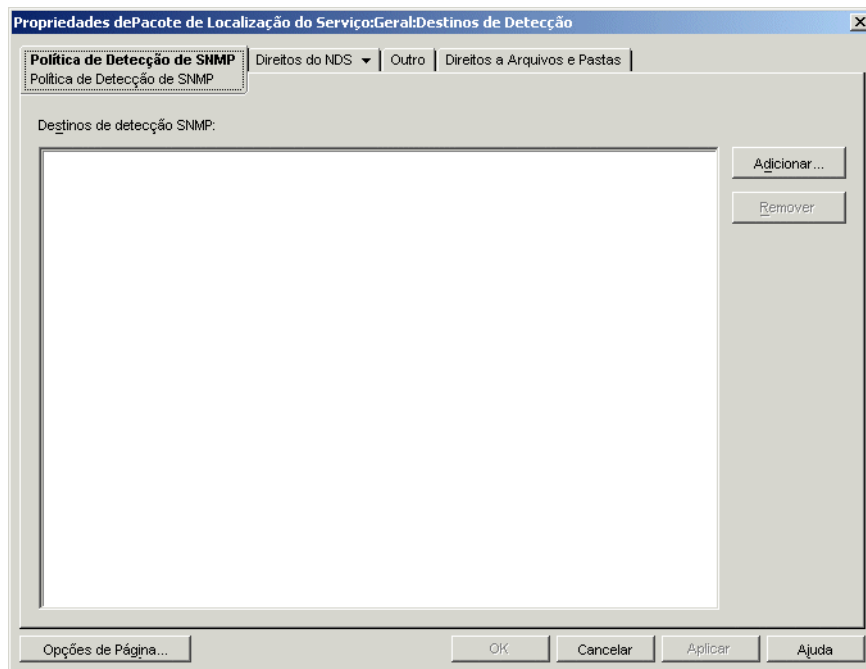 Propriedades dePacote de Localização do Serviço:Geral:Destinos de Detecção
Política de Detecção de SNMP Direitos do NDS Outro Direitos a Arquivos e Pastas
Política de Detecção de SNMP
Destinos de detecção SNMP:
Adicionar...
Remover
Opções de Página... OK Cancelar Aplicar Ajuda